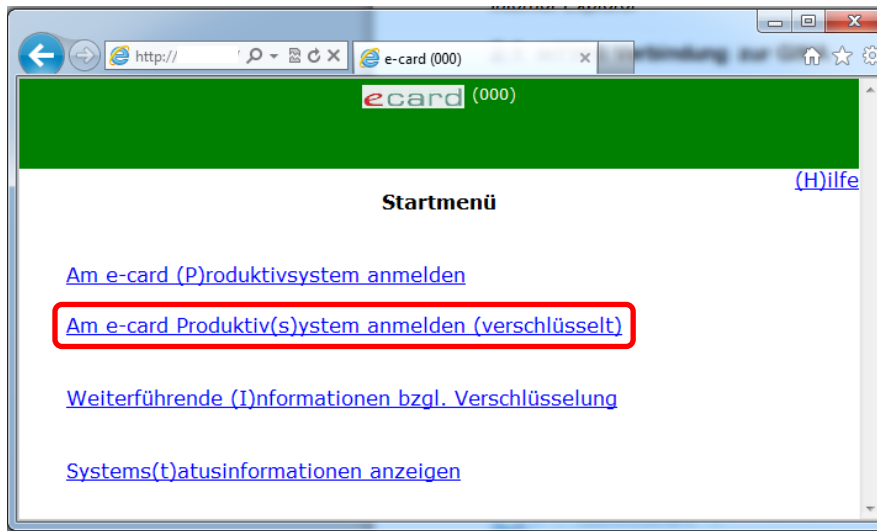 http://
e-card (000)
ecard (000)
(H)ilfe
Startmenü
Am e-card (P)roduktivsystem anmelden
Am e-card Produktiv(s)ystem anmelden (verschlüsselt)
Weiterführende (I)nformationen bzgl. Verschlüsselung
Systems(t)atusinformationen anzeigen